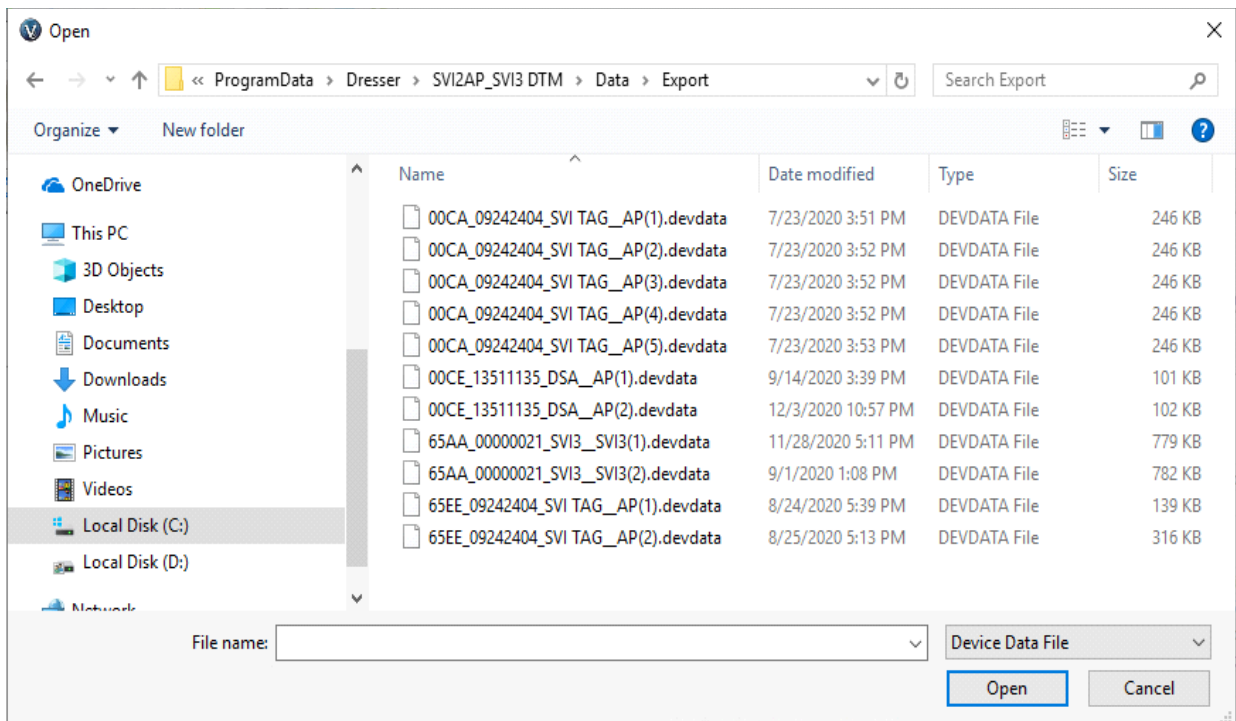 Open
« ProgramData > Dresser > SVI2AP_SVI3 DTM > Data > Export
Search Export
Organize
New folder
Name Date modified Type Size
OneDrive
This PC
3D Objects
Desktop
Documents
Downloads
Music
Pictures
Videos
Local Disk (C:)
Local Disk (D:)
Network
00CA_09242404_SVI TAG__AP(1).devdata 7/23/2020 3:51 PM DEVDATA File 246 KB
00CA_09242404_SVI TAG__AP(2).devdata 7/23/2020 3:52 PM DEVDATA File 246 KB
00CA_09242404_SVI TAG__AP(3).devdata 7/23/2020 3:52 PM DEVDATA File 246 KB
00CA_09242404_SVI TAG__AP(4).devdata 7/23/2020 3:52 PM DEVDATA File 246 KB
00CA_09242404_SVI TAG__AP(5).devdata 7/23/2020 3:53 PM DEVDATA File 246 KB
00CE_13511135_DSA__AP(1).devdata 9/14/2020 3:39 PM DEVDATA File 101 KB
00CE_13511135_DSA__AP(2).devdata 12/3/2020 10:57 PM DEVDATA File 102 KB
65AA_00000021_SVI3__SVI3(1).devdata 11/28/2020 5:11 PM DEVDATA File 779 KB
65AA_00000021_SVI3__SVI3(2).devdata 9/1/2020 1:08 PM DEVDATA File 782 KB
65EE_09242404_SVI TAG__AP(1).devdata 8/24/2020 5:39 PM DEVDATA File 139 KB
65EE_09242404_SVI TAG__AP(2).devdata 8/25/2020 5:13 PM DEVDATA File 316 KB
File name:
Device Data File
Open
Cancel